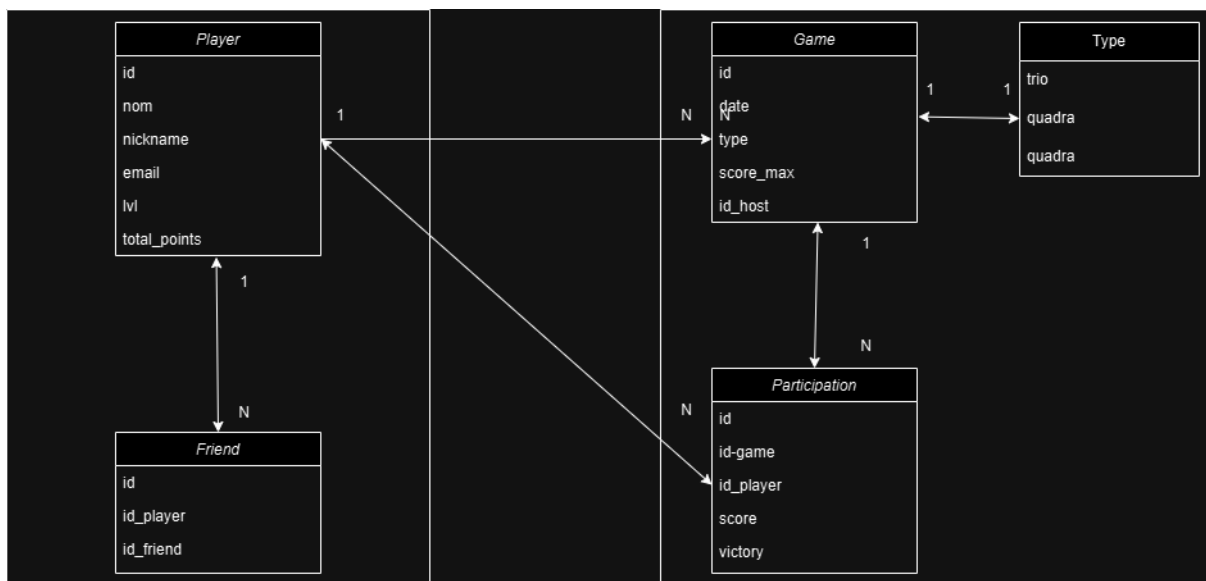 Player
id
nom
nickname
email
lvl
total_points
1
N
N
1
N
Friend
id
id_player
id_friend
Game
id
date
type
score_max
id_host
1
1
Type
trio
quadra
quadra
1
N
N
Participation
id
id-game
id_player
score
victory